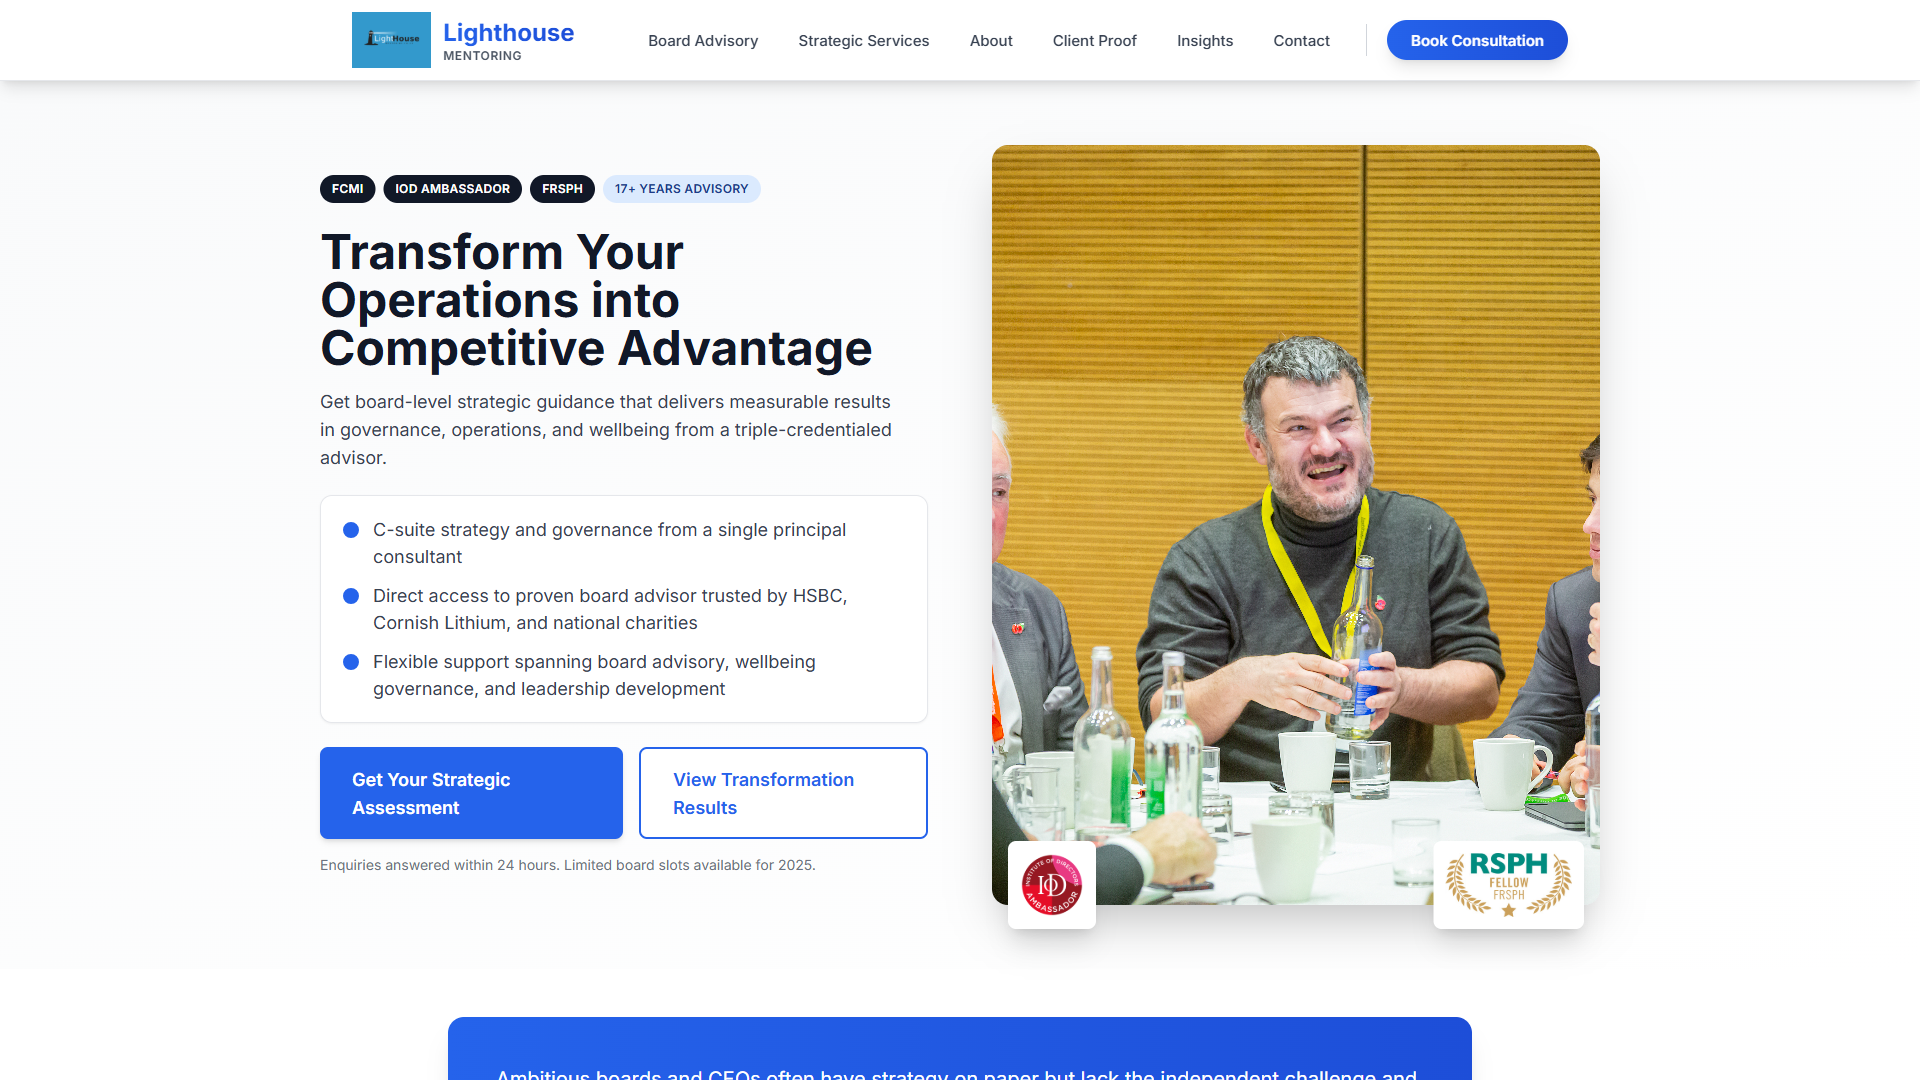 LightHouse
Lighthouse
MENTORING
Board Advisory
Strategic Services
About
Client Proof
Insights
Contact
Book Consultation
FCMI
IOD AMBASSADOR
FRSPH
17+ YEARS ADVISORY
Transform Your
Operations into
Competitive Advantage
Get board-level strategic guidance that delivers measurable results
in governance, operations, and wellbeing from a triple-credentialed
advisor.
C-suite strategy and governance from a single principal
consultant
Direct access to proven board advisor trusted by HSBC,
Cornish Lithium, and national charities
Flexible support spanning board advisory, wellbeing
governance, and leadership development
Get Your Strategic
Assessment
View Transformation
Results
Enquiries answered within 24 hours. Limited board slots available for 2025.
INSTITUTE OF DIRECTORS
IoD
AMBASSADOR
RSPH
FELLOW
FRSPH
Ambitious boards and CEOs often have strategy on paper but lack the independent challenge and